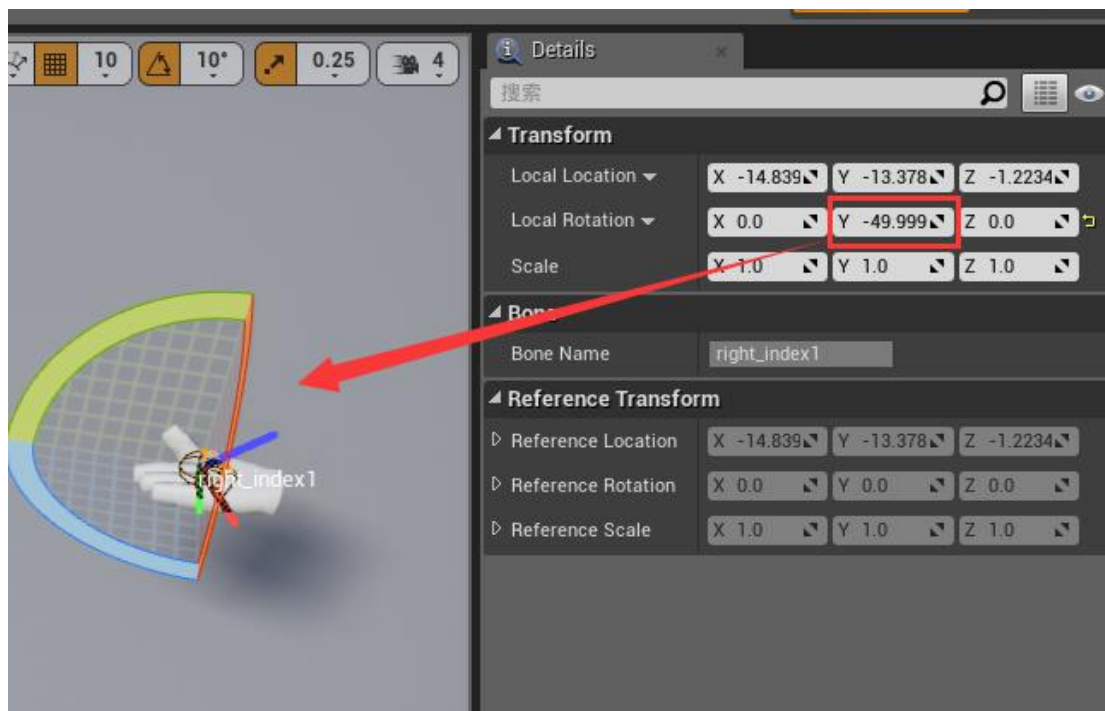 10 10° 0.25 4
Details
搜索
Transform
Local Location X -14.839 Y -13.378 Z -1.2234
Local Rotation X 0.0 Y -49.999 Z 0.0
Scale X 1.0 Y 1.0 Z 1.0
Bone
Bone Name right_index1
Reference Transform
Reference Location X -14.839 Y -13.378 Z -1.2234
Reference Rotation X 0.0 Y 0.0 Z 0.0
Reference Scale X 1.0 Y 1.0 Z 1.0
right_index1